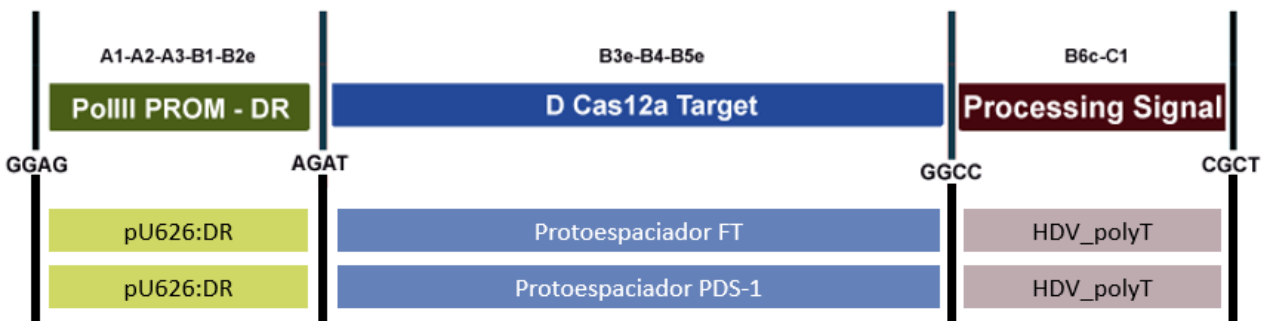 A1-A2-A3-B1-B2e B3e-B4-B5e B6c-C1
PolIII PROM - DR D Cas12a Target Processing Signal
GGAG AGAT GGCC CGCT
pU626:DR Protoespaciador FT HDV_polyT
pU626:DR Protoespaciador PDS-1 HDV_polyT